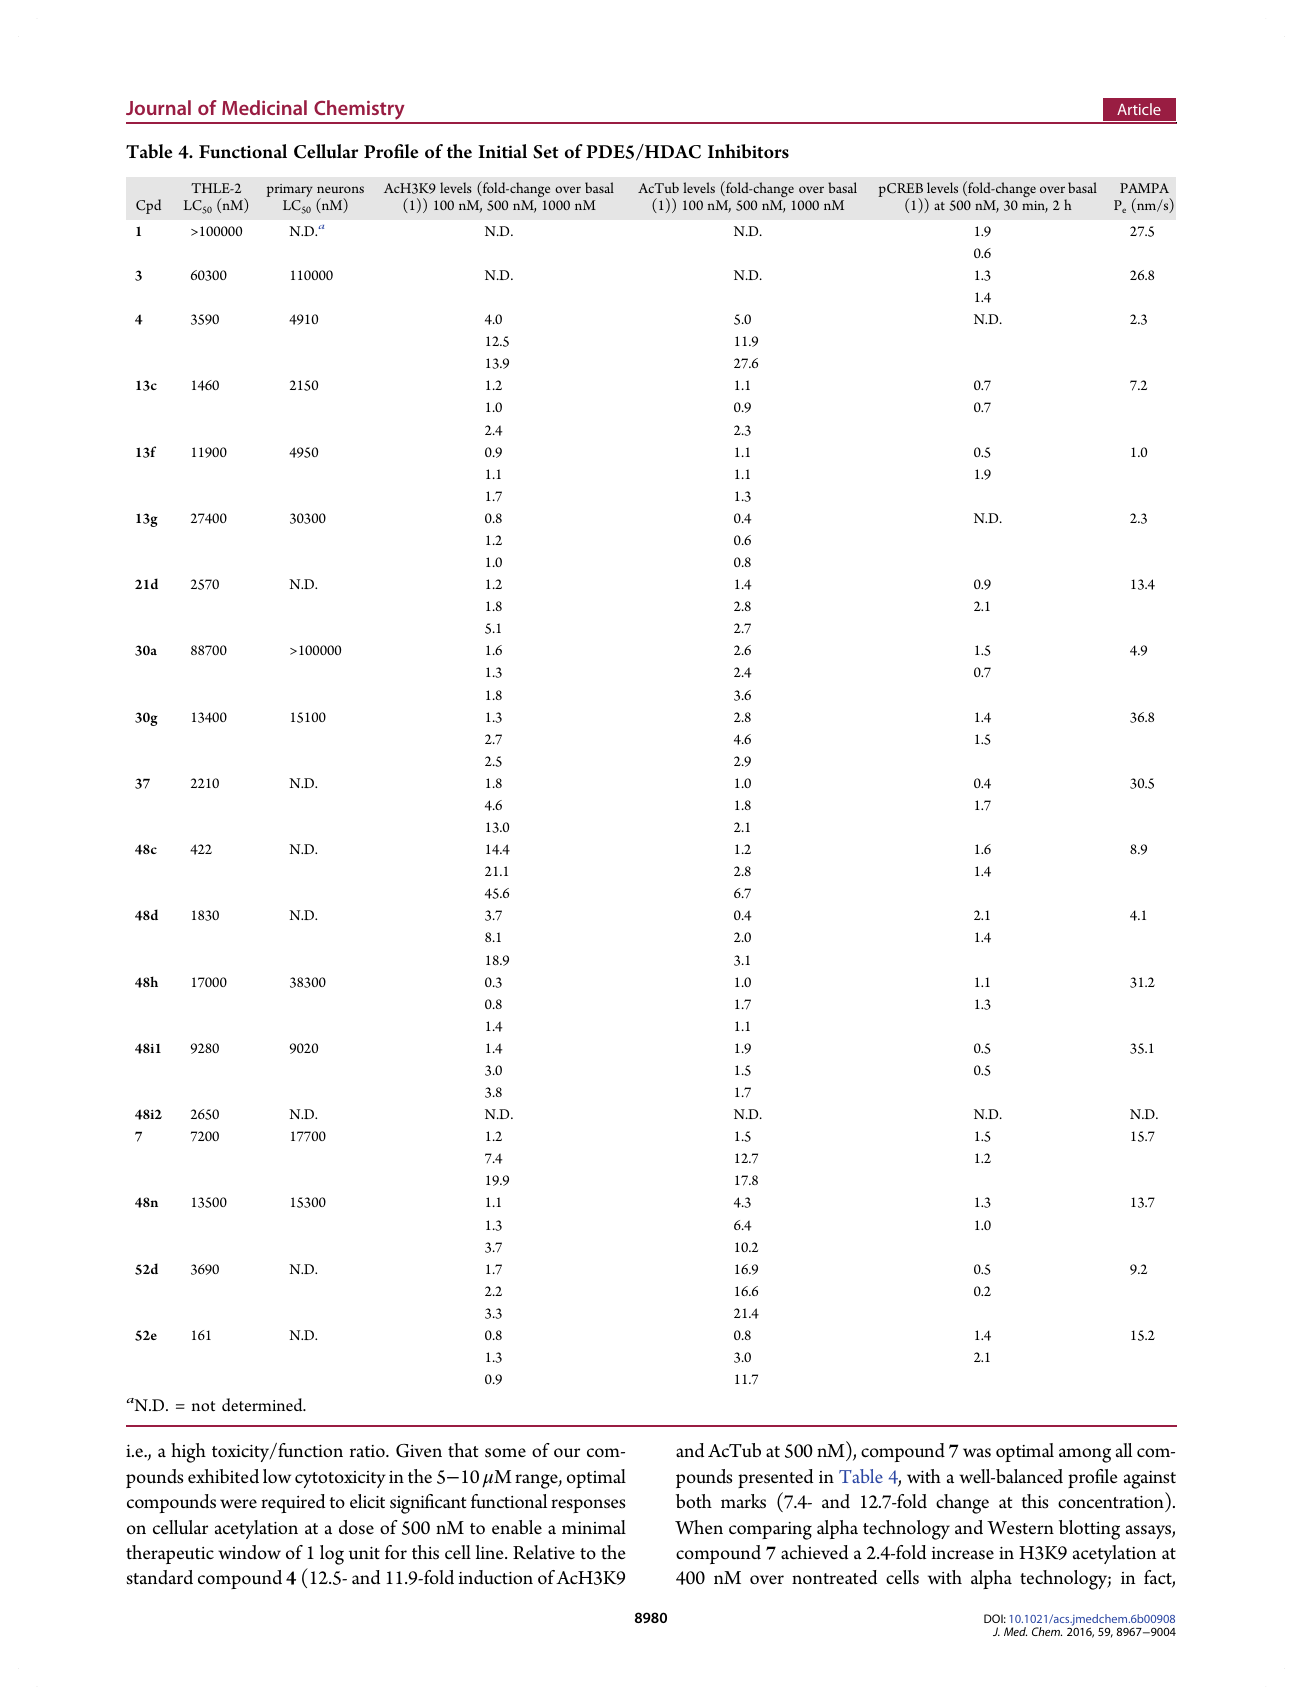 Journal of Medicinal Chemistry Article
Table 4. Functional Cellular Profile of the Initial Set of PDE5/HDAC Inhibitors
THLE-2 primary neurons AcH3K9 levels (fold-change over basal AcTub levels (fold-change over basal pCREB levels (fold-change over basal PAMPA
Cpd LC50 (nM) LC50 (nM) (1)) 100 nM, 500 nM, 1000 nM (1)) 100 nM, 500 nM, 1000 nM (1)) at 500 nM, 30 min, 2 h Pe (nm/s)
1 >100000 N.D.a N.D. N.D. 1.9 27.5
0.6
3 60300 110000 N.D. N.D. 1.3 26.8
1.4
4 3590 4910 4.0 5.0 N.D. 2.3
12.5 11.9
13.9 27.6
13c 1460 2150 1.2 1.1 0.7 7.2
1.0 0.9 0.7
2.4 2.3
13f 11900 4950 0.9 1.1 0.5 1.0
1.1 1.1 1.9
1.7 1.3
13g 27400 30300 0.8 0.4 N.D. 2.3
1.2 0.6
1.0 0.8
21d 2570 N.D. 1.2 1.4 0.9 13.4
1.8 2.8 2.1
5.1 2.7
30a 88700 >100000 1.6 2.6 1.5 4.9
1.3 2.4 0.7
1.8 3.6
30g 13400 15100 1.3 2.8 1.4 36.8
2.7 4.6 1.5
2.5 2.9
37 2210 N.D. 1.8 1.0 0.4 30.5
4.6 1.8 1.7
13.0 2.1
48c 422 N.D. 14.4 1.2 1.6 8.9
21.1 2.8 1.4
45.6 6.7
48d 1830 N.D. 3.7 0.4 2.1 4.1
8.1 2.0 1.4
18.9 3.1
48h 17000 38300 0.3 1.0 1.1 31.2
0.8 1.7 1.3
1.4 1.1
48i1 9280 9020 1.4 1.9 0.5 35.1
3.0 1.5 0.5
3.8 1.7
48i2 2650 N.D. N.D. N.D. N.D. N.D.
7 7200 17700 1.2 1.5 1.5 15.7
7.4 12.7 1.2
19.9 17.8
48n 13500 15300 1.1 4.3 1.3 13.7
1.3 6.4 1.0
3.7 10.2
52d 3690 N.D. 1.7 16.9 0.5 9.2
2.2 16.6 0.2
3.3 21.4
52e 161 N.D. 0.8 0.8 1.4 15.2
1.3 3.0 2.1
0.9 11.7
aN.D. = not determined.
i.e., a high toxicity/function ratio. Given that some of our com-
pounds exhibited low cytotoxicity in the 5−10 μM range, optimal
compounds were required to elicit significant functional responses
on cellular acetylation at a dose of 500 nM to enable a minimal
therapeutic window of 1 log unit for this cell line. Relative to the
standard compound 4 (12.5- and 11.9-fold induction of AcH3K9
and AcTub at 500 nM), compound 7 was optimal among all com-
pounds presented in Table 4, with a well-balanced profile against
both marks (7.4- and 12.7-fold change at this concentration).
When comparing alpha technology and Western blotting assays,
compound 7 achieved a 2.4-fold increase in H3K9 acetylation at
400 nM over nontreated cells with alpha technology; in fact,
8980
DOI: 10.1021/acs.jmedchem.6b00908
J. Med. Chem. 2016, 59, 8967−9004